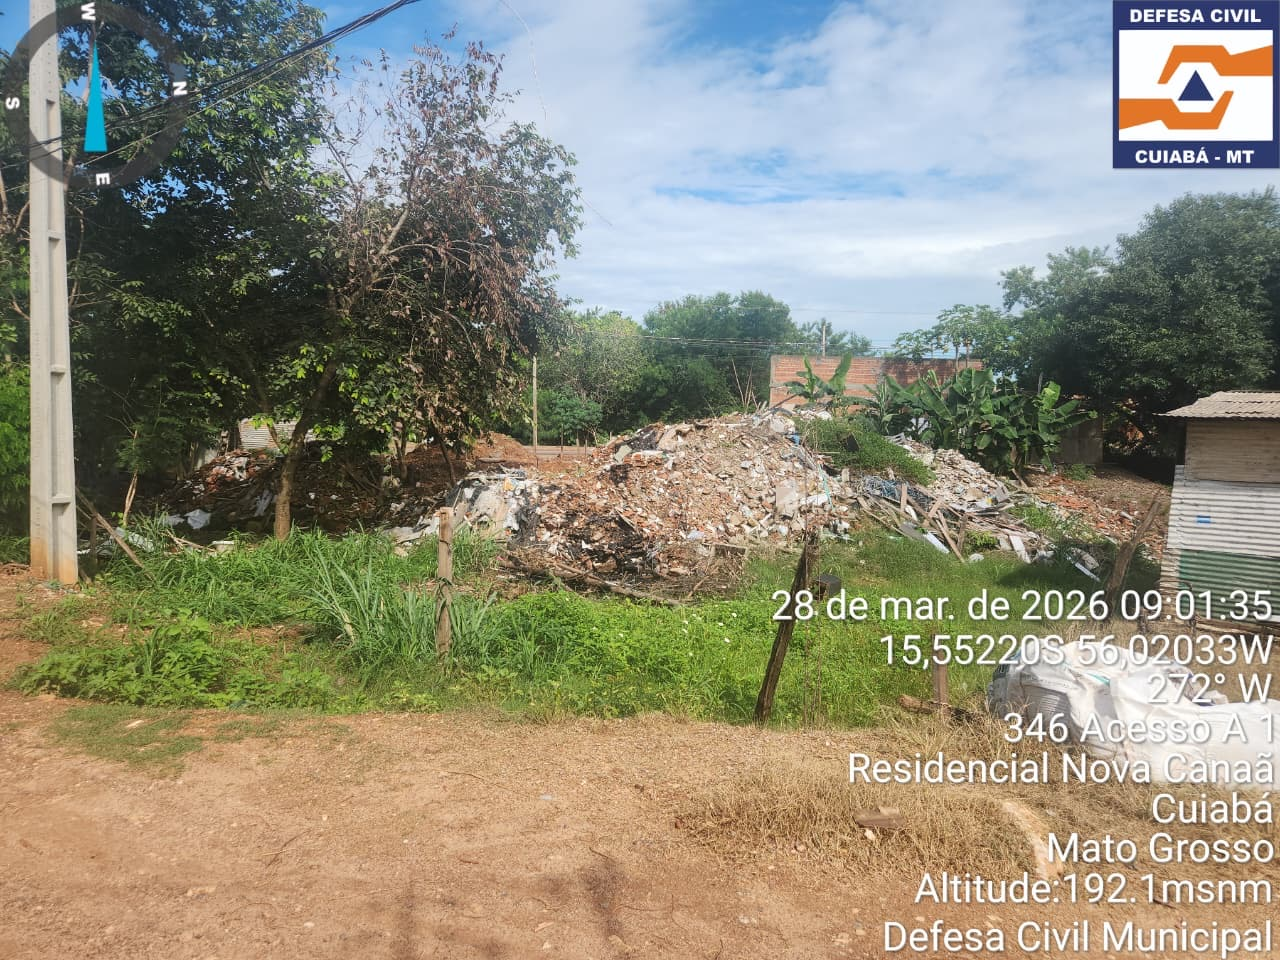 DEFESA CIVIL
CUIABÁ - MT
W
N
S
E
28 de mar. de 2026 09:01:35
15,55220S 56,02033W
272° W
346 Acesso A 1
Residencial Nova Canaã
Cuiabá
Mato Grosso
Altitude:192.1msnm
Defesa Civil Municipal